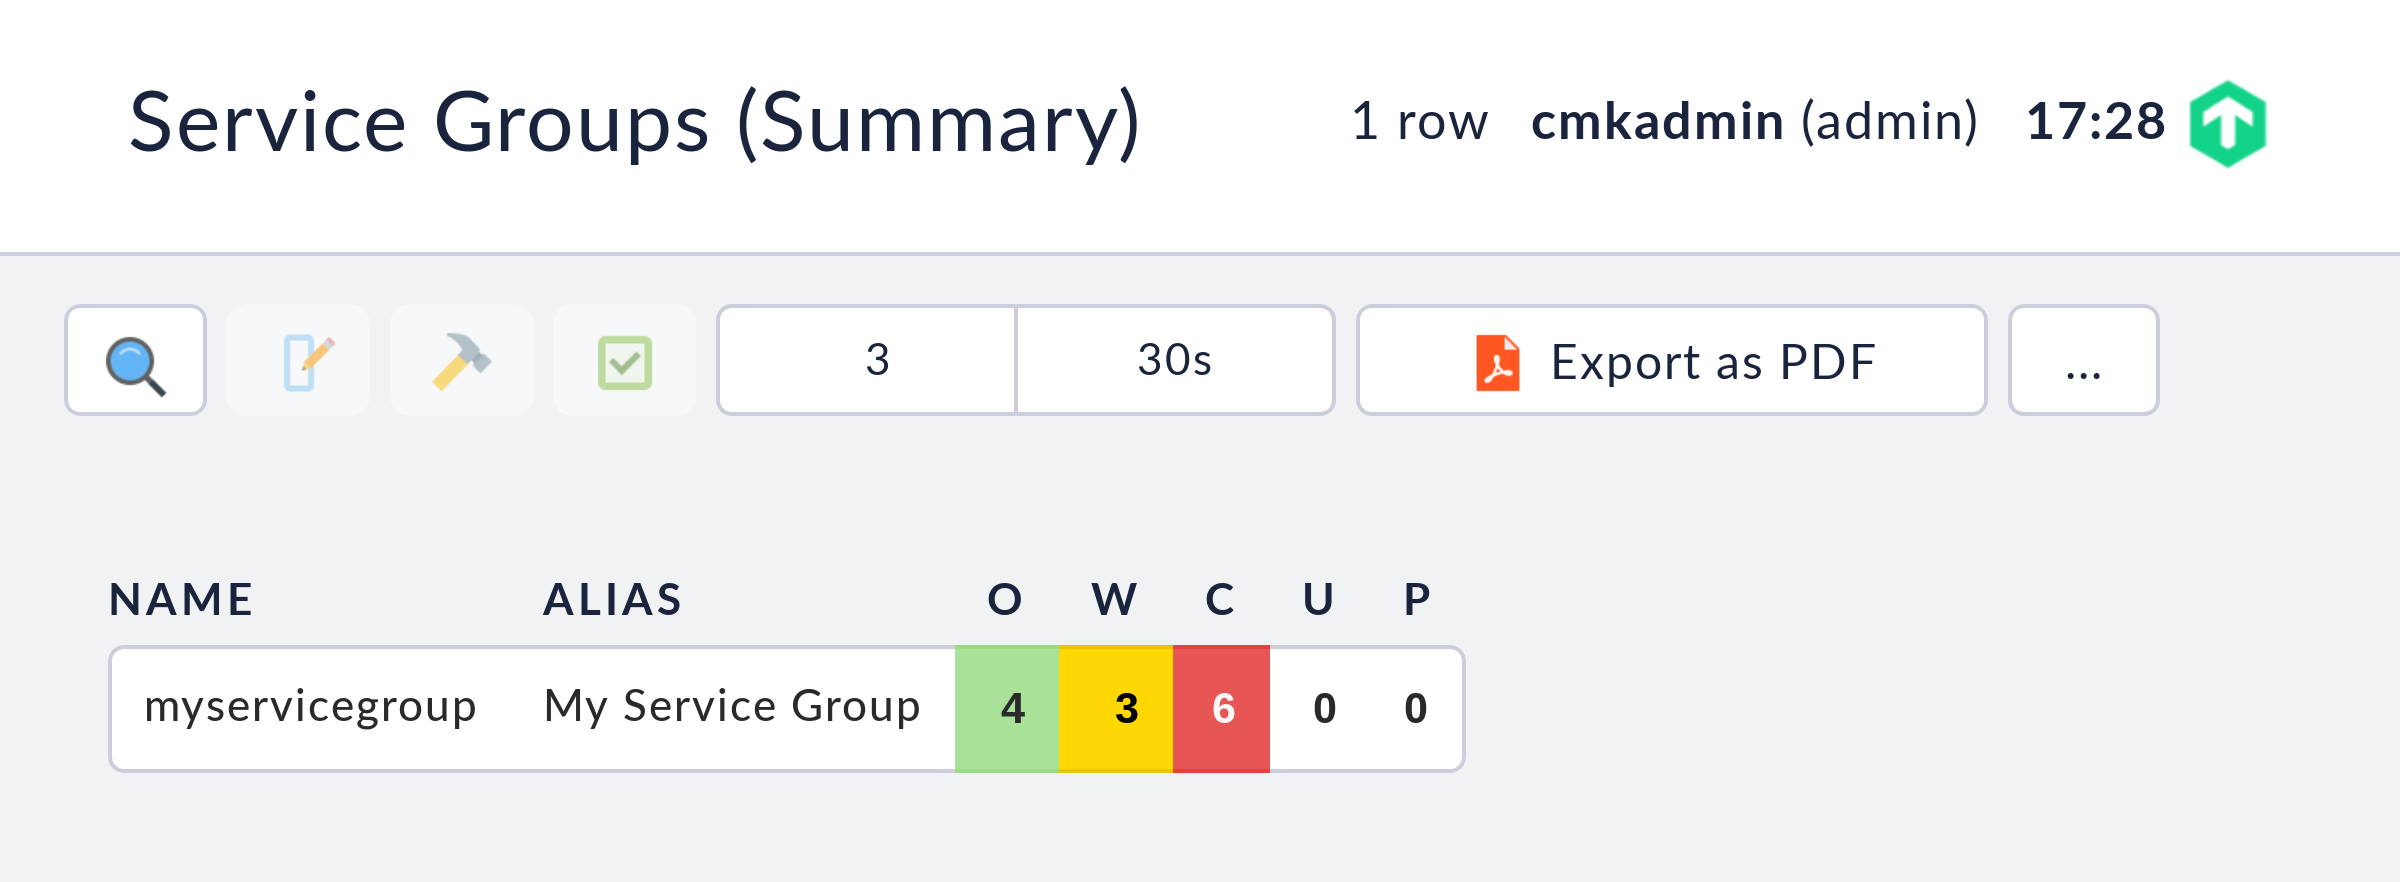 Service Groups (Summary) 1 row cmkadmin (admin) 17:28
3 30s Export as PDF ...
NAME ALIAS O W C U P
myservicegroup My Service Group 4 3 6 0 0